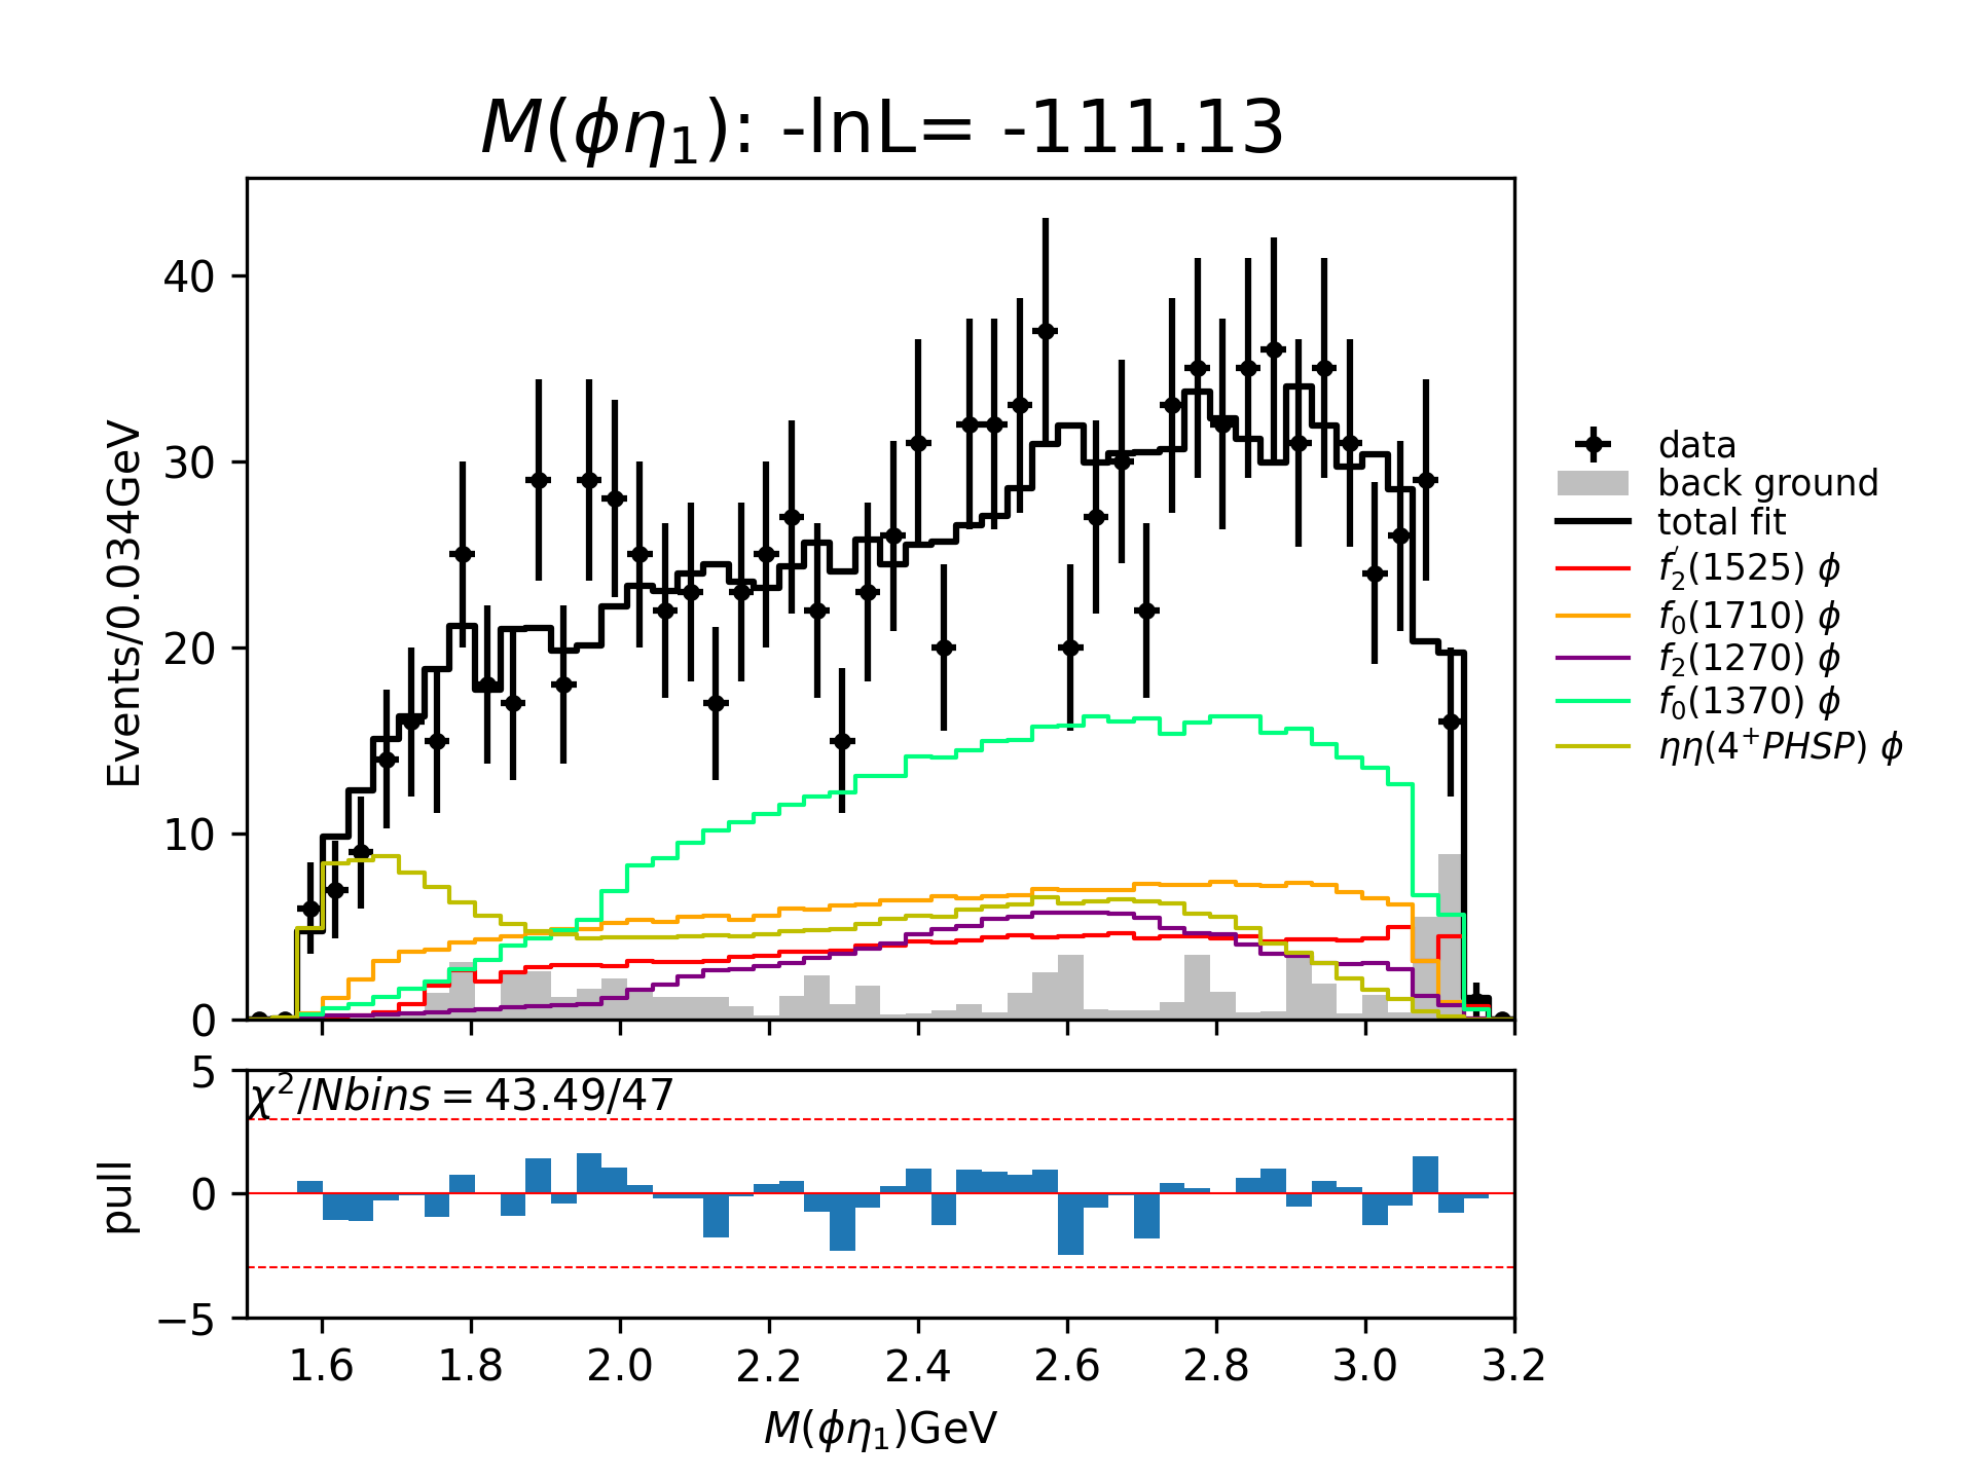 M(ϕη₁): -lnL= -111.13
Events/0.034GeV
40
30
20
10
0
data
back ground
total fit
f₂′(1525) ϕ
f₀(1710) ϕ
f₂(1270) ϕ
f₀(1370) ϕ
ηη(4⁺PHSP) ϕ
χ²/Nbins = 43.49/47
pull
5
0
−5
1.6 1.8 2.0 2.2 2.4 2.6 2.8 3.0 3.2
M(ϕη₁)GeV